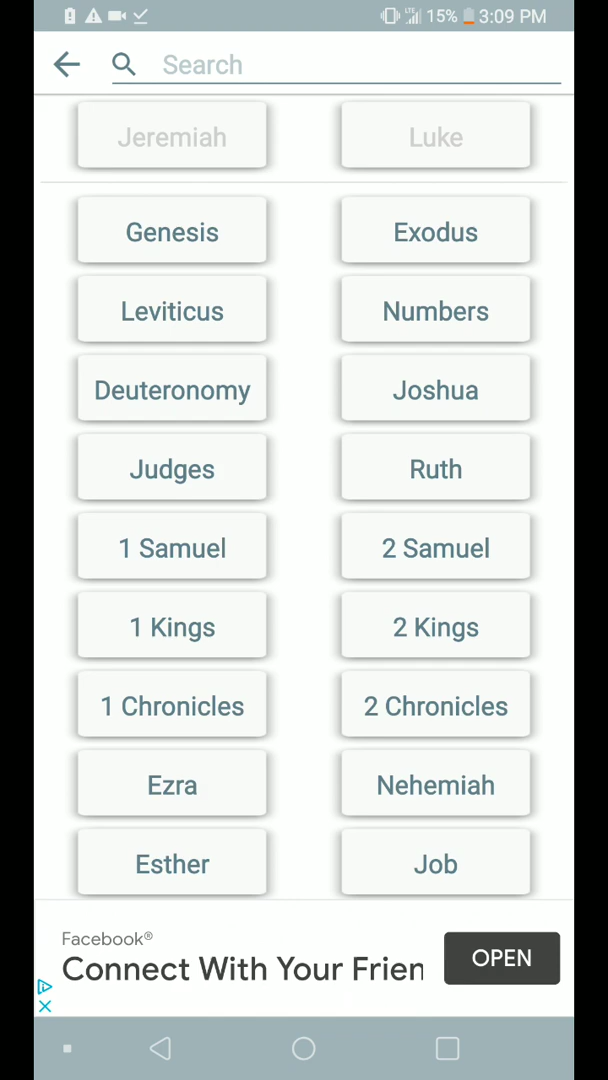 LTE 15% 3:09 PM
Search
Jeremiah Luke
Genesis Exodus
Leviticus Numbers
Deuteronomy Joshua
Judges Ruth
1 Samuel 2 Samuel
1 Kings 2 Kings
1 Chronicles 2 Chronicles
Ezra Nehemiah
Esther Job
Facebook®
Connect With Your Frien
OPEN